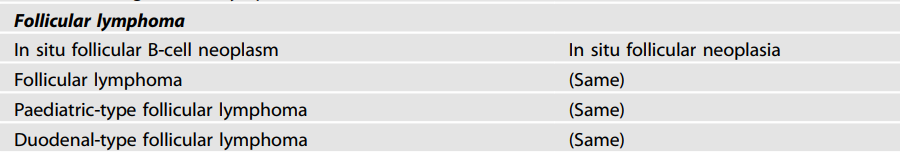 Follicular lymphoma
In situ follicular B-cell neoplasm In situ follicular neoplasia
Follicular lymphoma (Same)
Paediatric-type follicular lymphoma (Same)
Duodenal-type follicular lymphoma (Same)